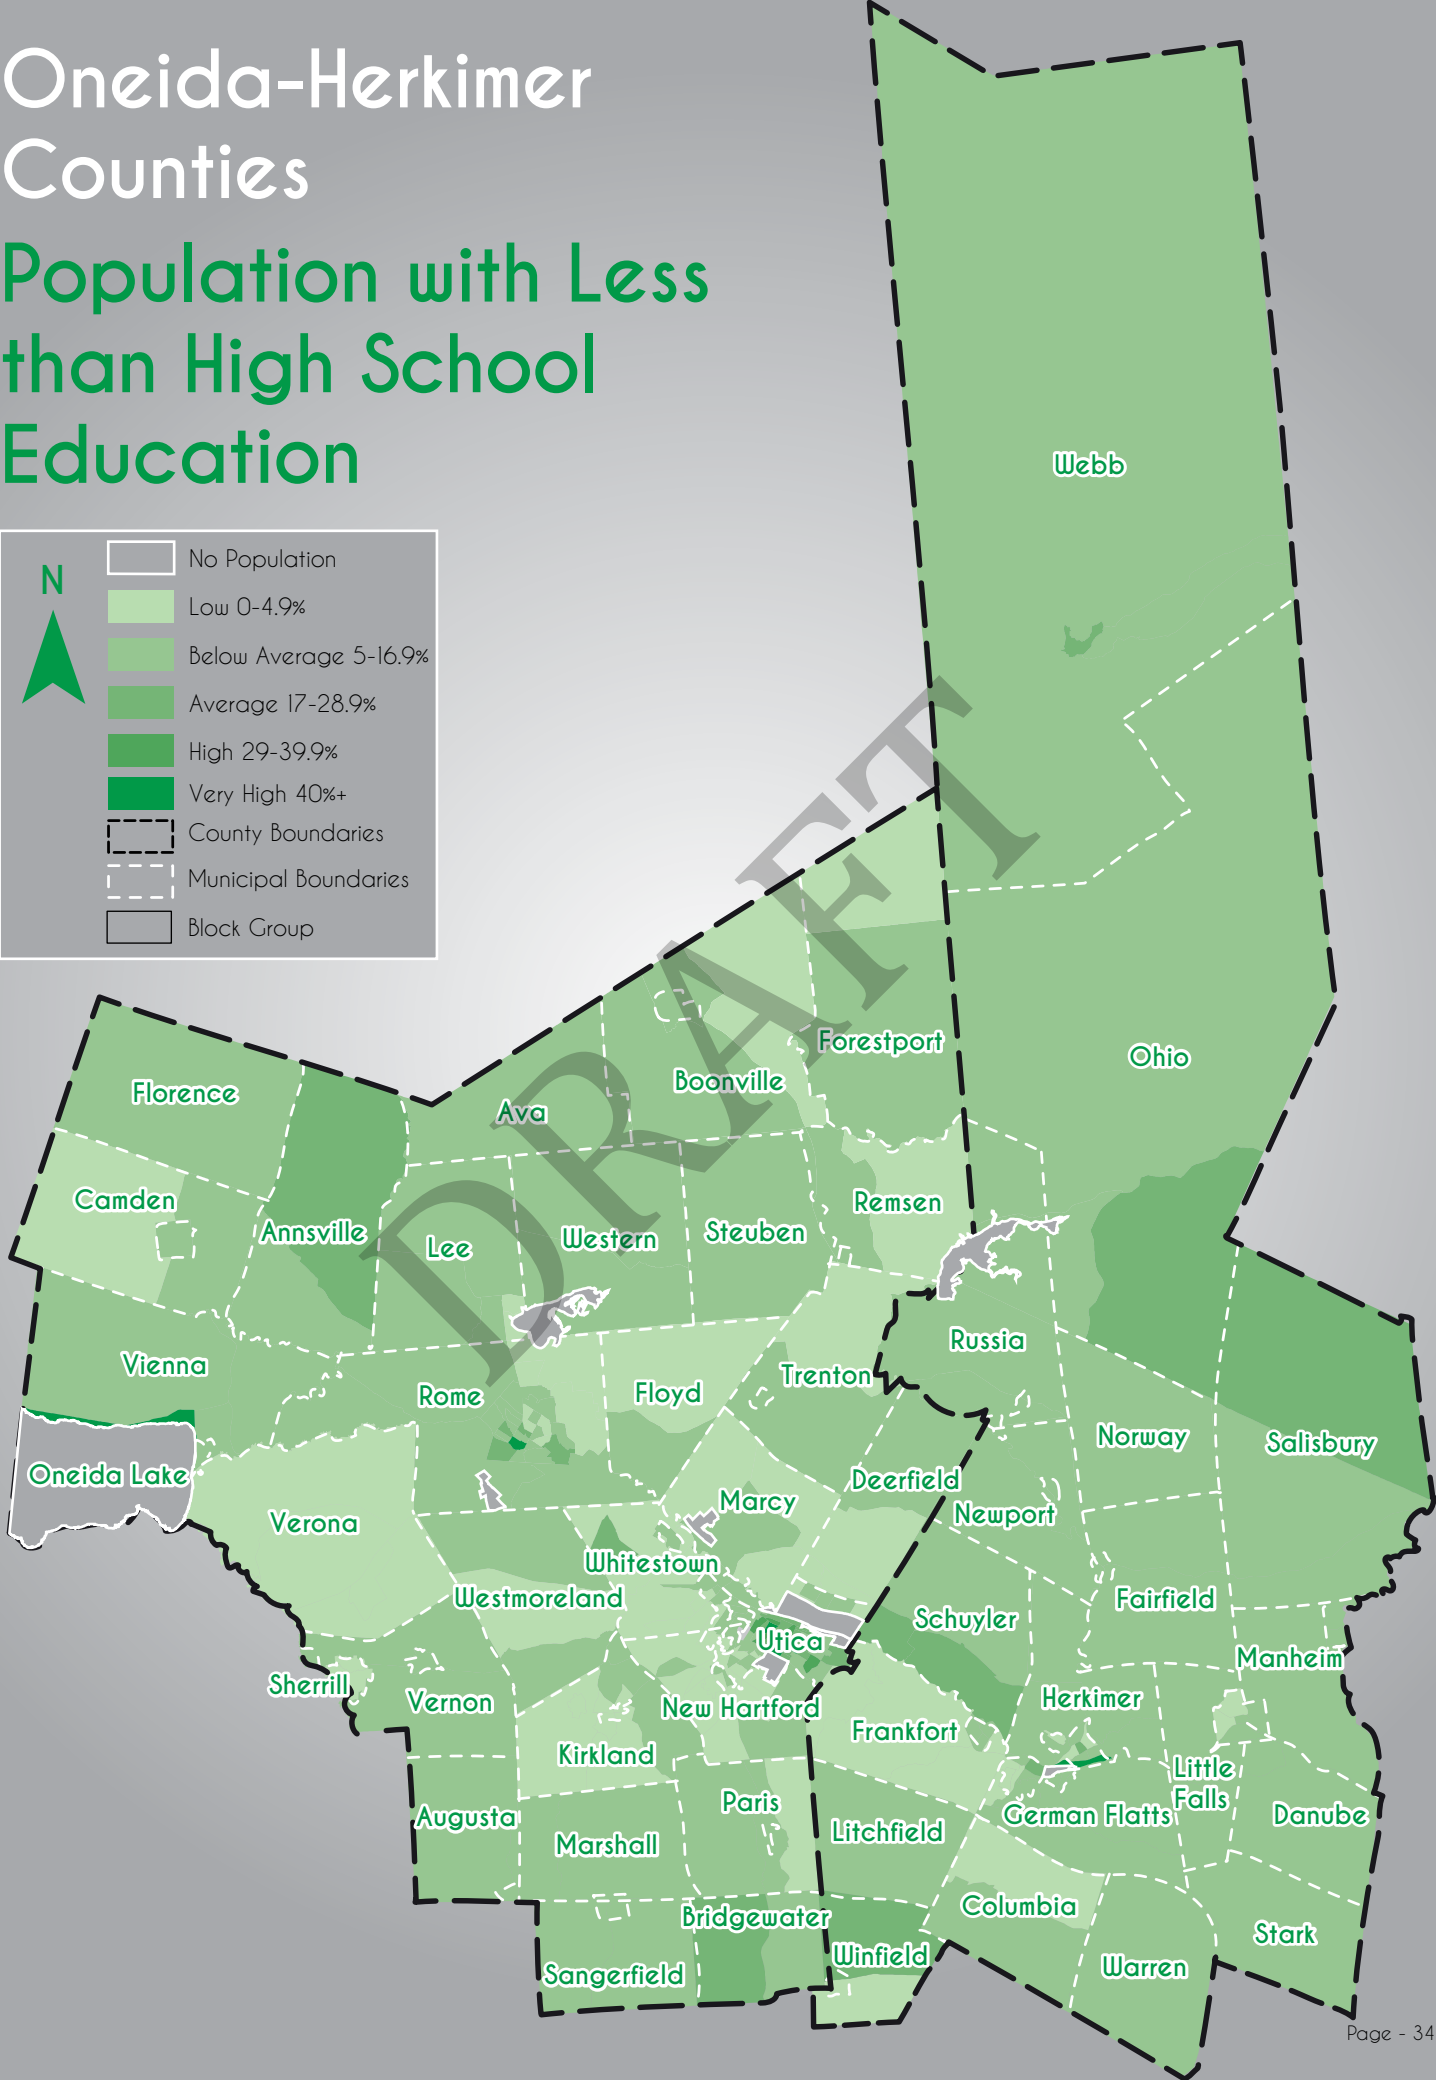 Oneida-Herkimer
Counties
Population with Less
than High School
Education
N
No Population
Low 0-4.9%
Below Average 5-16.9%
Average 17-28.9%
High 29-39.9%
Very High 40%+
County Boundaries
Municipal Boundaries
Block Group
DRAFT
Webb
Ohio
Forestport
Boonville
Florence
Ava
Camden
Remsen
Annsville
Steuben
Western
Lee
Russia
Vienna
Trenton
Floyd
Rome
Norway
Salisbury
Oneida Lake
Deerfield
Marcy
Newport
Verona
Whitestown
Westmoreland
Fairfield
Schuyler
Utica
Manheim
Sherrill
Vernon
Herkimer
New Hartford
Frankfort
Kirkland
Little
Falls
Paris
German Flatts
Danube
Augusta
Litchfield
Marshall
Columbia
Bridgewater
Stark
Winfield
Warren
Sangerfield
Page - 34